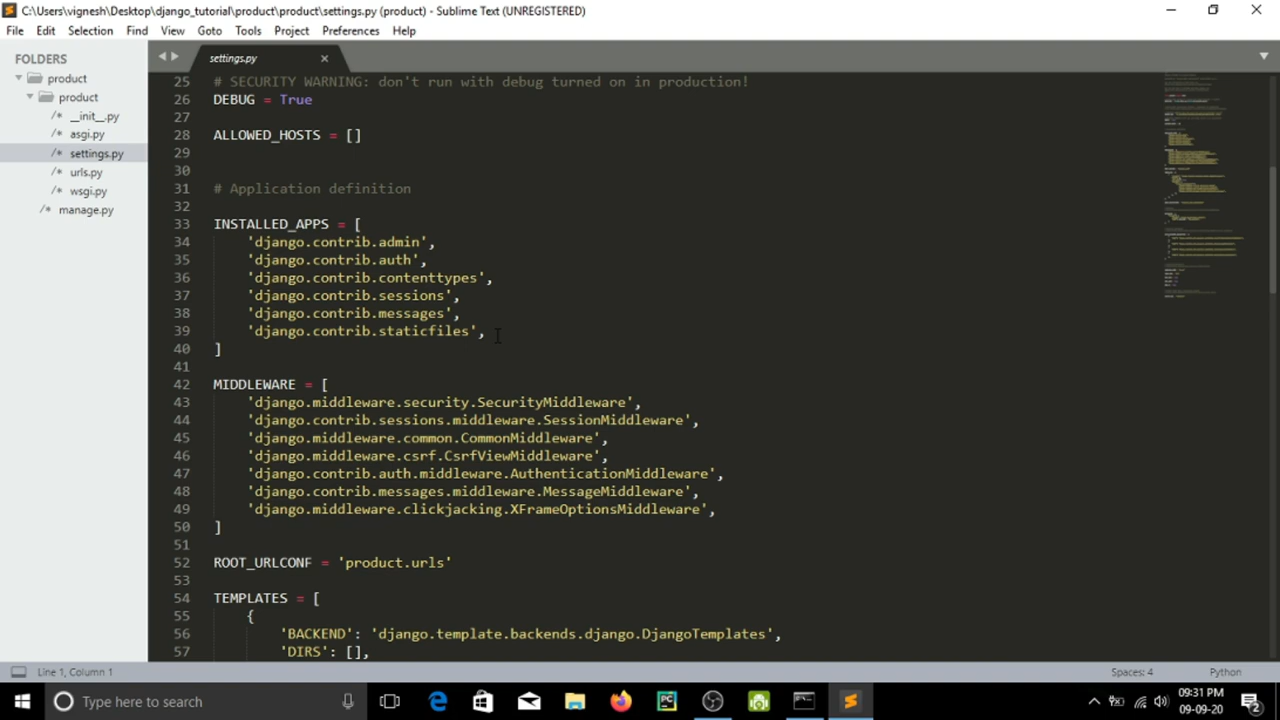 C:\Users\vignesh\Desktop\django_tutorial\product\product\settings.py (product) - Sublime Text (UNREGISTERED)
File Edit Selection Find View Goto Tools Project Preferences Help
FOLDERS
product
product
/* __init__.py
/* asgi.py
/* settings.py
/* urls.py
/* wsgi.py
/* manage.py
settings.py
25 # SECURITY WARNING: don't run with debug turned on in production!
26 DEBUG = True
27
28 ALLOWED_HOSTS = []
29
30
31 # Application definition
32
33 INSTALLED_APPS = [
34 'django.contrib.admin',
35 'django.contrib.auth',
36 'django.contrib.contenttypes',
37 'django.contrib.sessions',
38 'django.contrib.messages',
39 'django.contrib.staticfiles',
40 ]
41
42 MIDDLEWARE = [
43 'django.middleware.security.SecurityMiddleware',
44 'django.contrib.sessions.middleware.SessionMiddleware',
45 'django.middleware.common.CommonMiddleware',
46 'django.middleware.csrf.CsrfViewMiddleware',
47 'django.contrib.auth.middleware.AuthenticationMiddleware',
48 'django.contrib.messages.middleware.MessageMiddleware',
49 'django.middleware.clickjacking.XFrameOptionsMiddleware',
50 ]
51
52 ROOT_URLCONF = 'product.urls'
53
54 TEMPLATES = [
55 {
56 'BACKEND': 'django.template.backends.django.DjangoTemplates',
57 'DIRS': [],
Line 1, Column 1 Spaces: 4 Python
Type here to search
09:31 PM
09-09-20
2